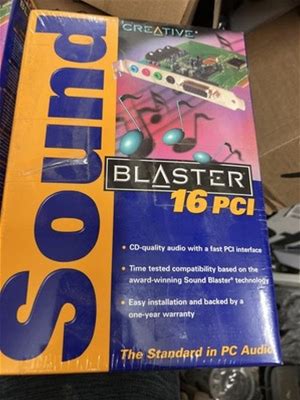 CREATIVE®
Sound
BLASTER
16 PCI
• CD-quality audio with a fast PCI interface
• Time tested compatibility based on the
award-winning Sound Blaster® technology
• Easy installation and backed by a
one-year warranty
The Standard in PC Audio